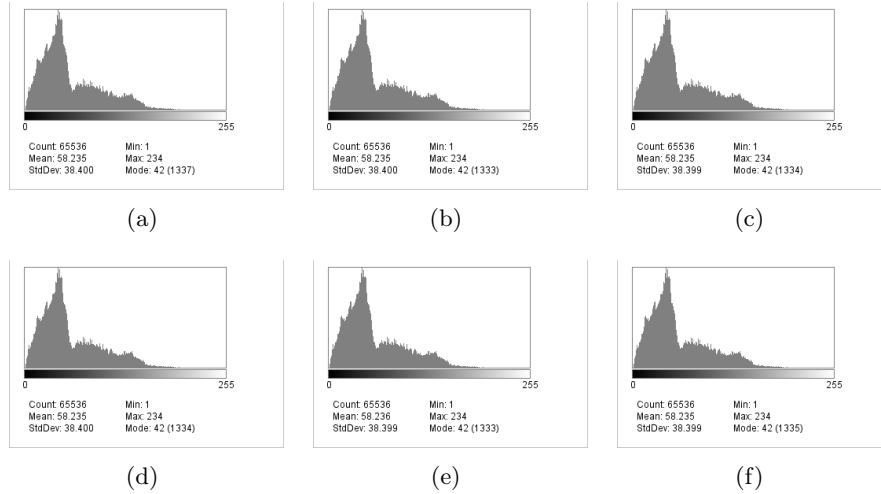 0 255 0 255 0 255
Count: 65536 Min: 1 Count: 65536 Min: 1 Count: 65536 Min: 1
Mean: 58.235 Max: 234 Mean: 58.235 Max: 234 Mean: 58.235 Max: 234
StdDev: 38.400 Mode: 42 (1337) StdDev: 38.400 Mode: 42 (1333) StdDev: 38.399 Mode: 42 (1334)
(a) (b) (c)
0 255 0 255 0 255
Count: 65536 Min: 1 Count: 65536 Min: 1 Count: 65536 Min: 1
Mean: 58.235 Max: 234 Mean: 58.236 Max: 234 Mean: 58.235 Max: 234
StdDev: 38.400 Mode: 42 (1334) StdDev: 38.399 Mode: 42 (1333) StdDev: 38.399 Mode: 42 (1335)
(d) (e) (f)